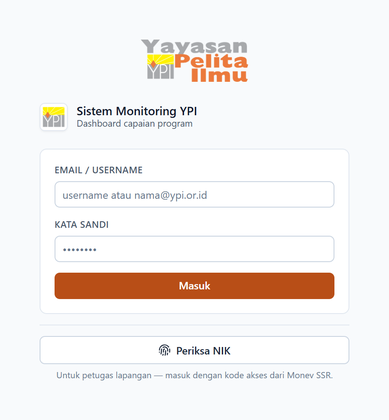 Yayasan
Pelita
Ilmu
YPI
YPI
Sistem Monitoring YPI
Dashboard capaian program
EMAIL / USERNAME
username atau nama@ypi.or.id
KATA SANDI
••••••••
Masuk
Periksa NIK
Untuk petugas lapangan — masuk dengan kode akses dari Monev SSR.